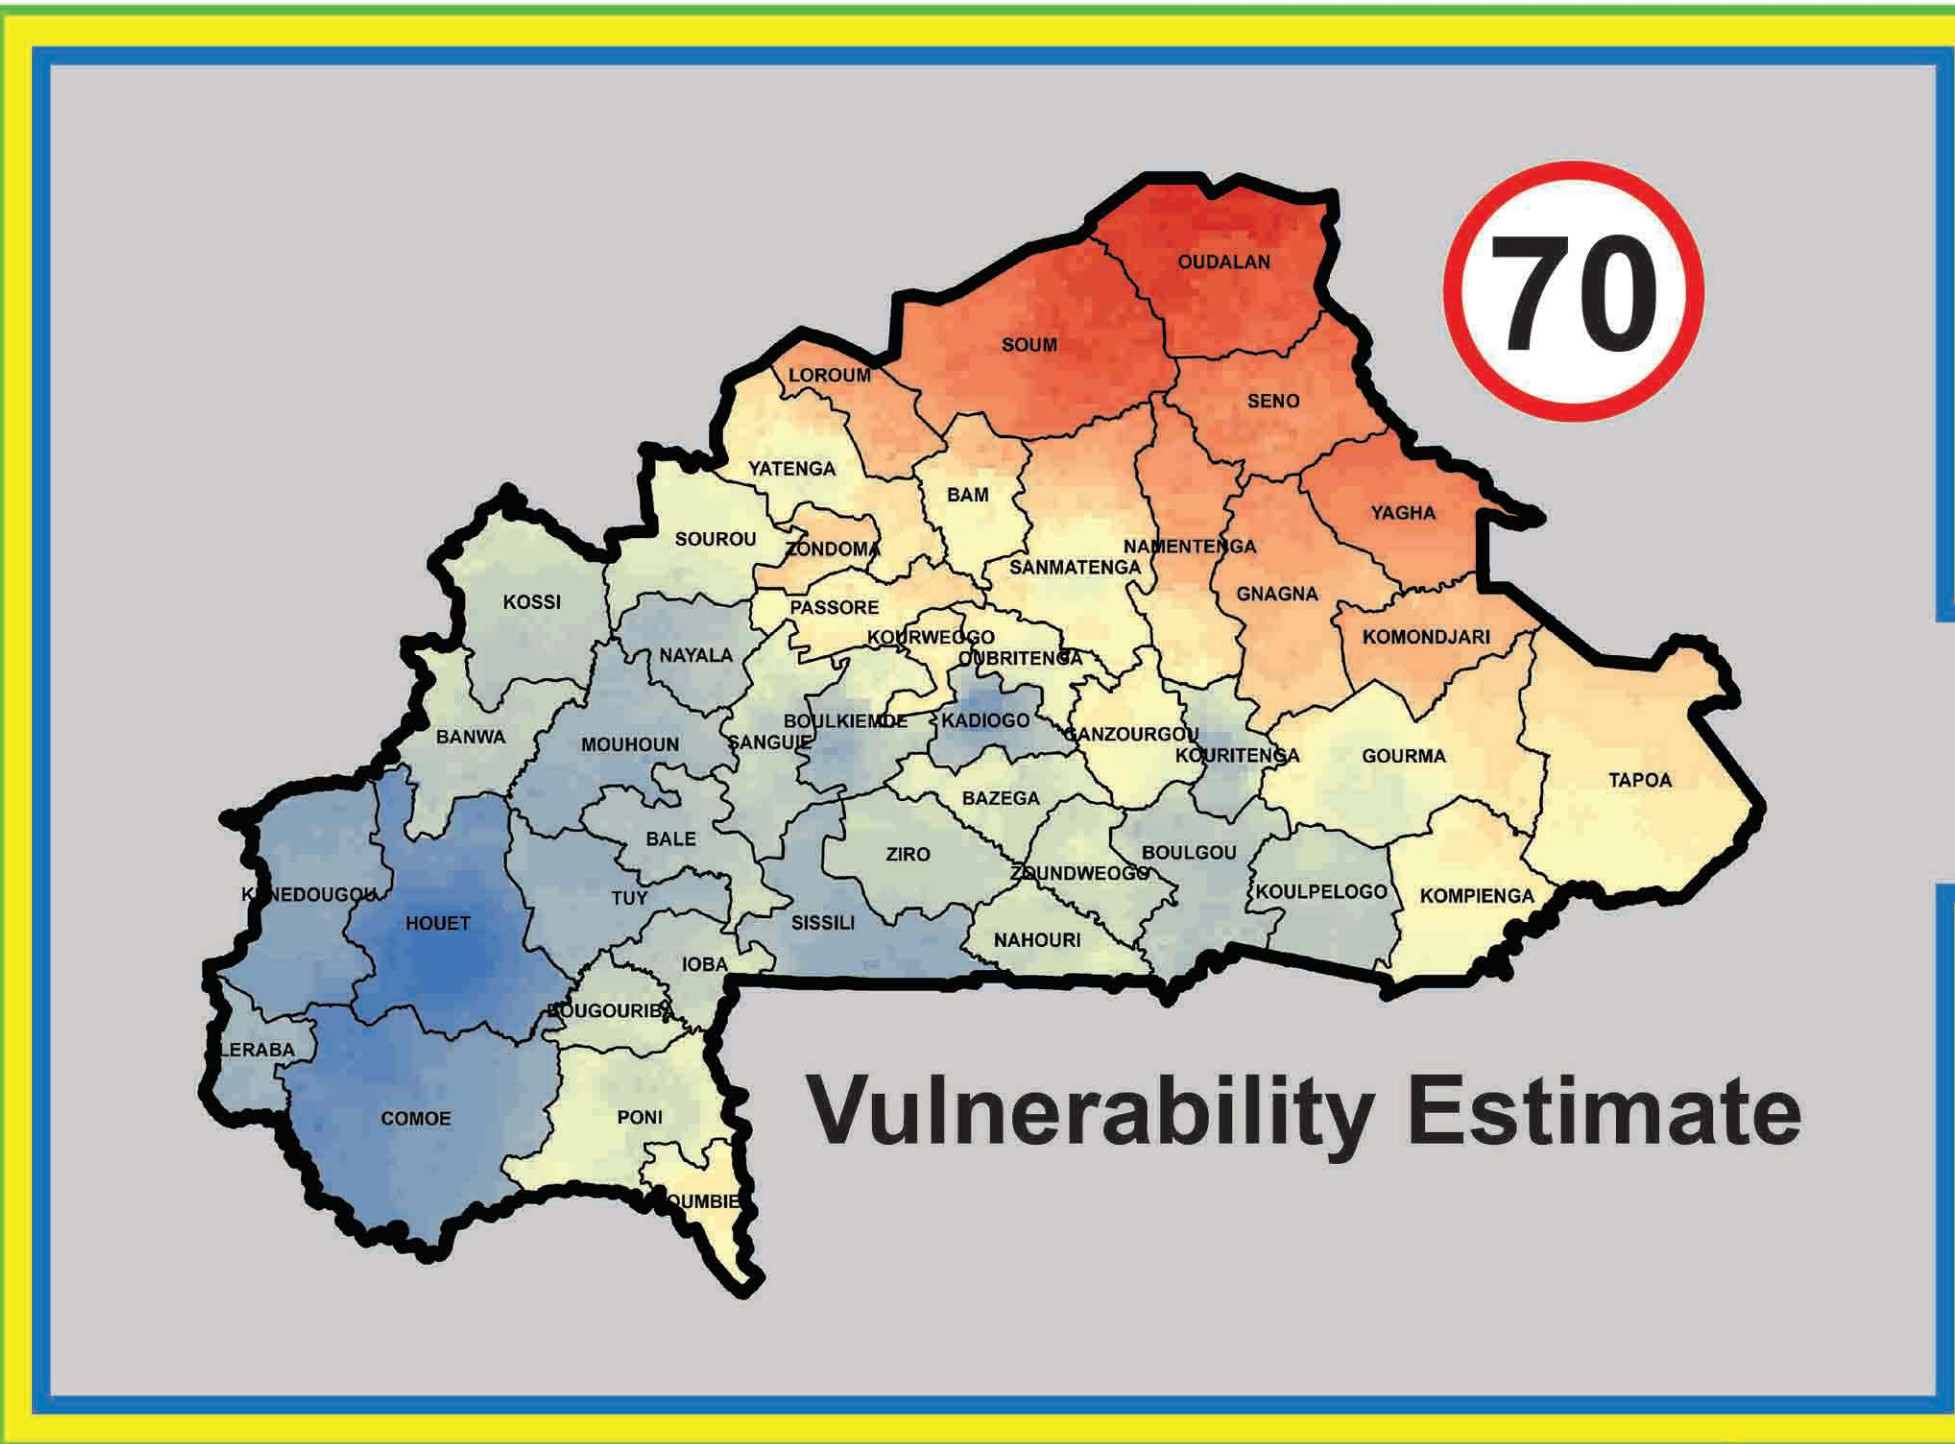 70
OUDALAN
SOUM
LOROUM
SENO
YATENGA
BAM
YAGHA
SOUROU
ZONDOMA
NAMENTENGA
SANMATENGA
GNAGNA
KOSSI
PASSORE
KOURWEOGO
KOMONDJARI
NAYALA
OUBRITENGA
BOULKIEMDE
KADIOGO
BANWA
MOUHOUN
SANGUIE
GANZOURGOU
KOURITENGA
GOURMA
TAPOA
BAZEGA
BALE
ZIRO
BOULGOU
ZOUNDWEOGO
KENEDOUGOU
TUY
KOULPELOGO
KOMPIENGA
HOUET
SISSILI
NAHOURI
IOBA
BOUGOURIBA
LERABA
COMOE
PONI
OUMBIE
Vulnerability Estimate